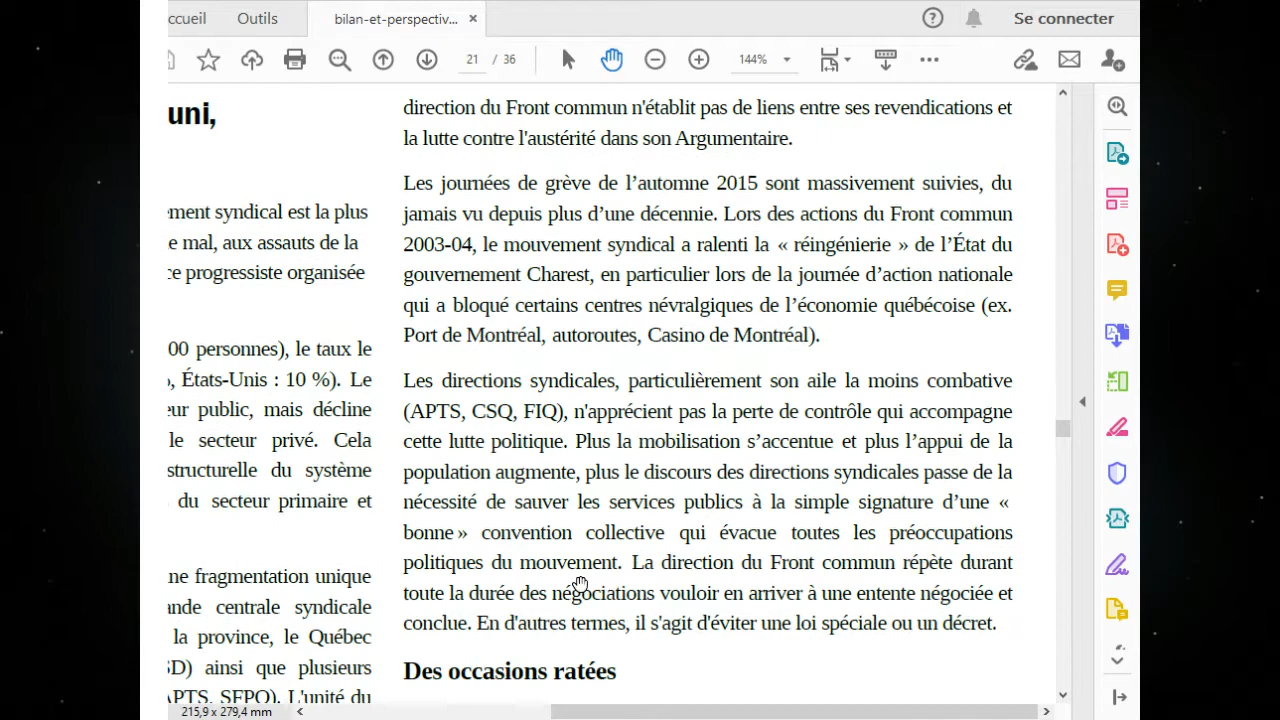 ccueil
Outils
bilan-et-perspectiv...
Se connecter
21 / 36
144%
uni,
ement syndical est la plus
e mal, aux assauts de la
ce progressiste organisée
00 personnes), le taux le
, États-Unis : 10 %). Le
eur public, mais décline
le secteur privé. Cela
structurelle du système
du secteur primaire et
ne fragmentation unique
nde centrale syndicale
la province, le Québec
SD) ainsi que plusieurs
APTS, SFPQ). L'unité du
direction du Front commun n'établit pas de liens entre ses revendications et
la lutte contre l'austérité dans son Argumentaire.
Les journées de grève de l’automne 2015 sont massivement suivies, du
jamais vu depuis plus d’une décennie. Lors des actions du Front commun
2003-04, le mouvement syndical a ralenti la « réingénierie » de l’État du
gouvernement Charest, en particulier lors de la journée d’action nationale
qui a bloqué certains centres névralgiques de l’économie québécoise (ex.
Port de Montréal, autoroutes, Casino de Montréal).
Les directions syndicales, particulièrement son aile la moins combative
(APTS, CSQ, FIQ), n'apprécient pas la perte de contrôle qui accompagne
cette lutte politique. Plus la mobilisation s’accentue et plus l’appui de la
population augmente, plus le discours des directions syndicales passe de la
nécessité de sauver les services publics à la simple signature d’une «
bonne » convention collective qui évacue toutes les préoccupations
politiques du mouvement. La direction du Front commun répète durant
toute la durée des négociations vouloir en arriver à une entente négociée et
conclue. En d'autres termes, il s'agit d'éviter une loi spéciale ou un décret.
Des occasions ratées
215,9 x 279,4 mm